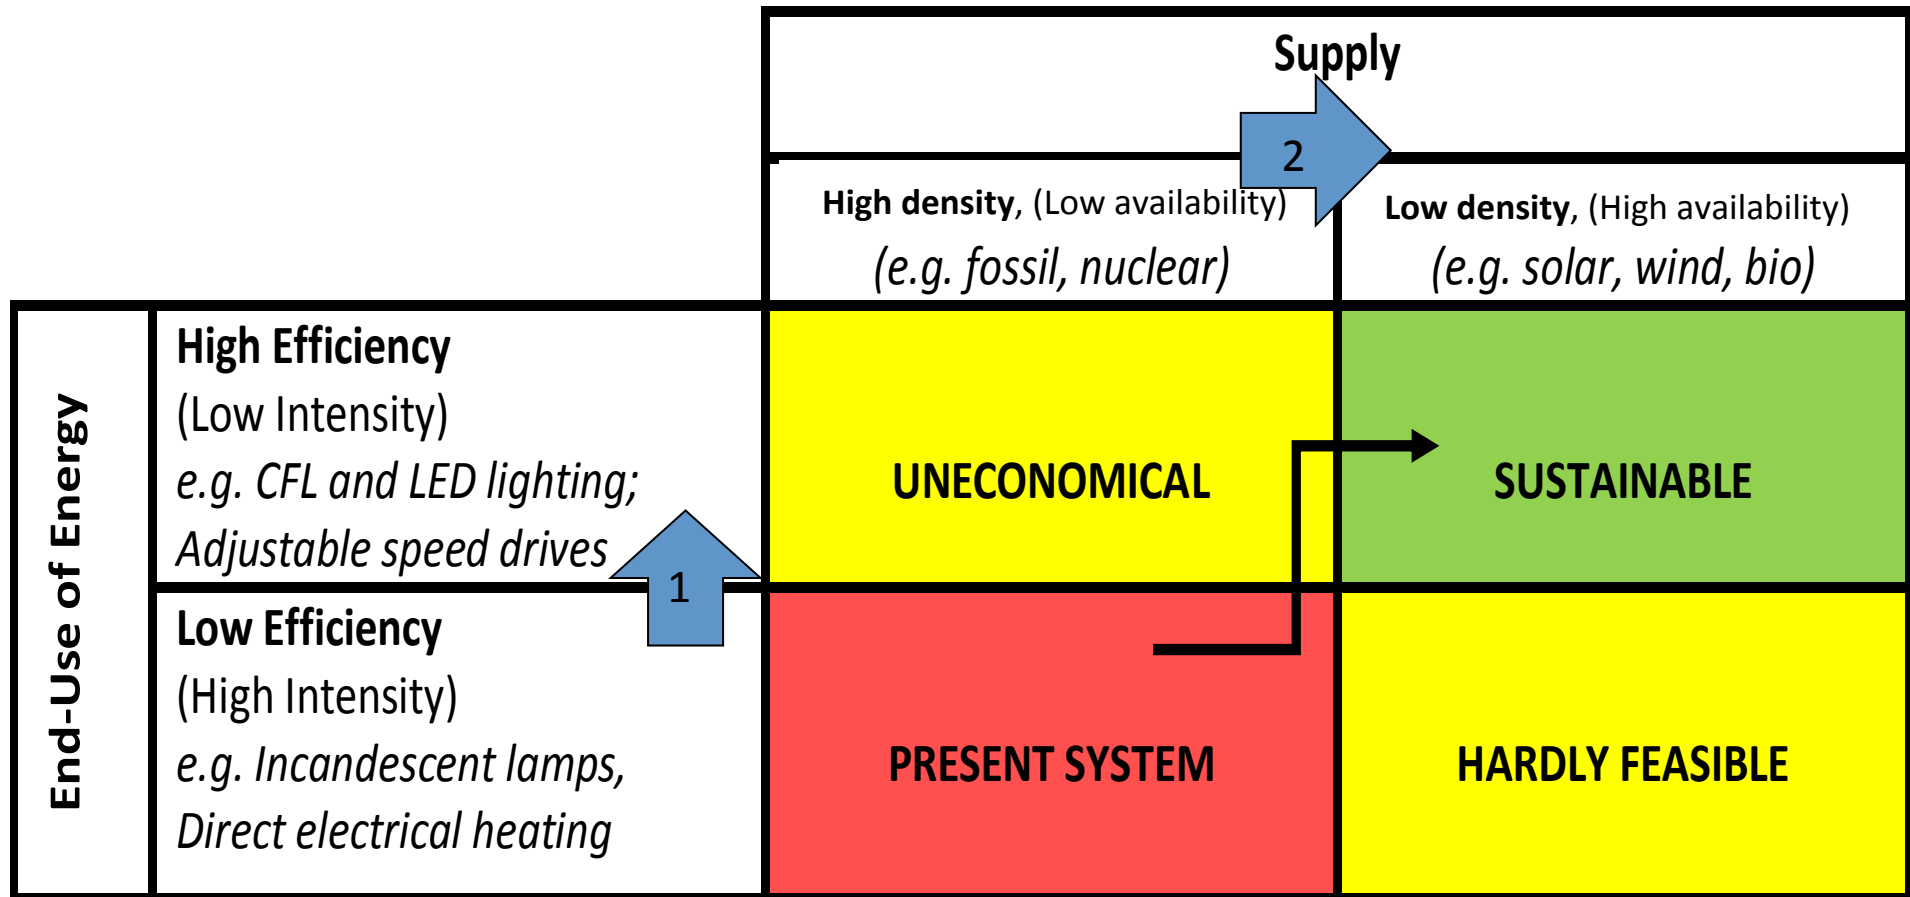 Supply
2
High density, (Low availability)
(e.g. fossil, nuclear)
Low density, (High availability)
(e.g. solar, wind, bio)
End-Use of Energy
High Efficiency
(Low Intensity)
e.g. CFL and LED lighting;
Adjustable speed drives
1
UNECONOMICAL
SUSTAINABLE
Low Efficiency
(High Intensity)
e.g. Incandescent lamps,
Direct electrical heating
PRESENT SYSTEM
HARDLY FEASIBLE